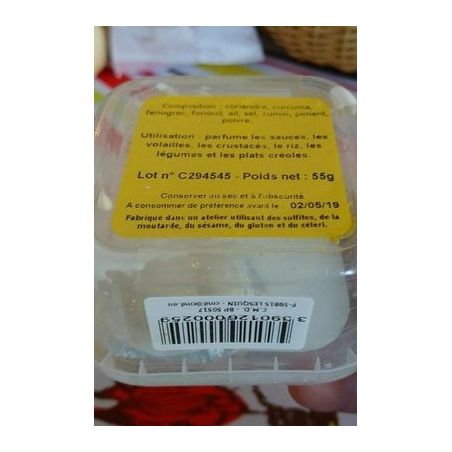 Composition : coriandre, curcuma,
fenugrec, fenouil, ail, sel, cumin, piment,
poivre.
Utilisation : parfume les sauces, les
volailles, les crustacés, le riz, les
légumes et les plats créoles.
Lot n° C294545 - Poids net : 55g
Conserver au sec et à l'obscurité
A consommer de préférence avant le : 02/05/19
Fabriqué dans un atelier utilisant des sulfites, de la
moutarde, du sésame, du gluten et du céleri.
C.M.D. - BP 50517
F-59815 LESQUIN - cmd@cmd.eu
3590126000259